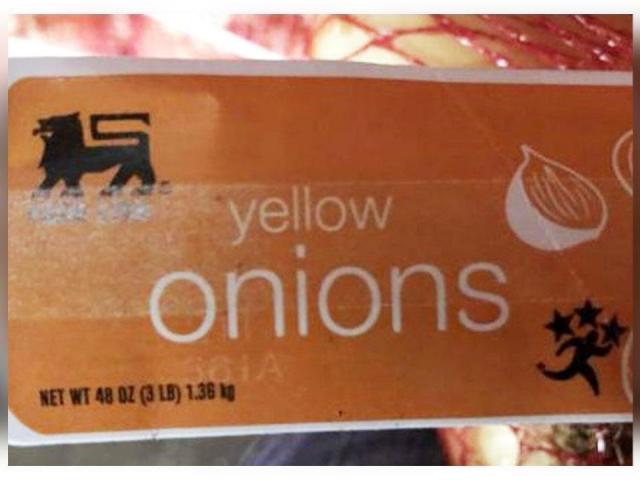 yellow
onions
NET WT 48 OZ (3 LB) 1.36 kg